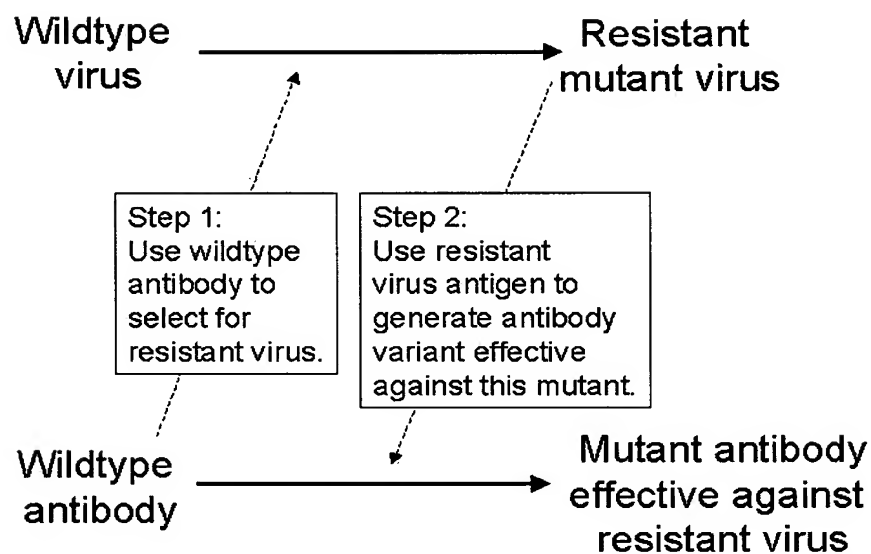 Wildtype
virus
Resistant
mutant virus
Step 1:
Use wildtype
antibody to
select for
resistant virus.
Step 2:
Use resistant
virus antigen to
generate antibody
variant effective
against this mutant.
Wildtype
antibody
Mutant antibody
effective against
resistant virus